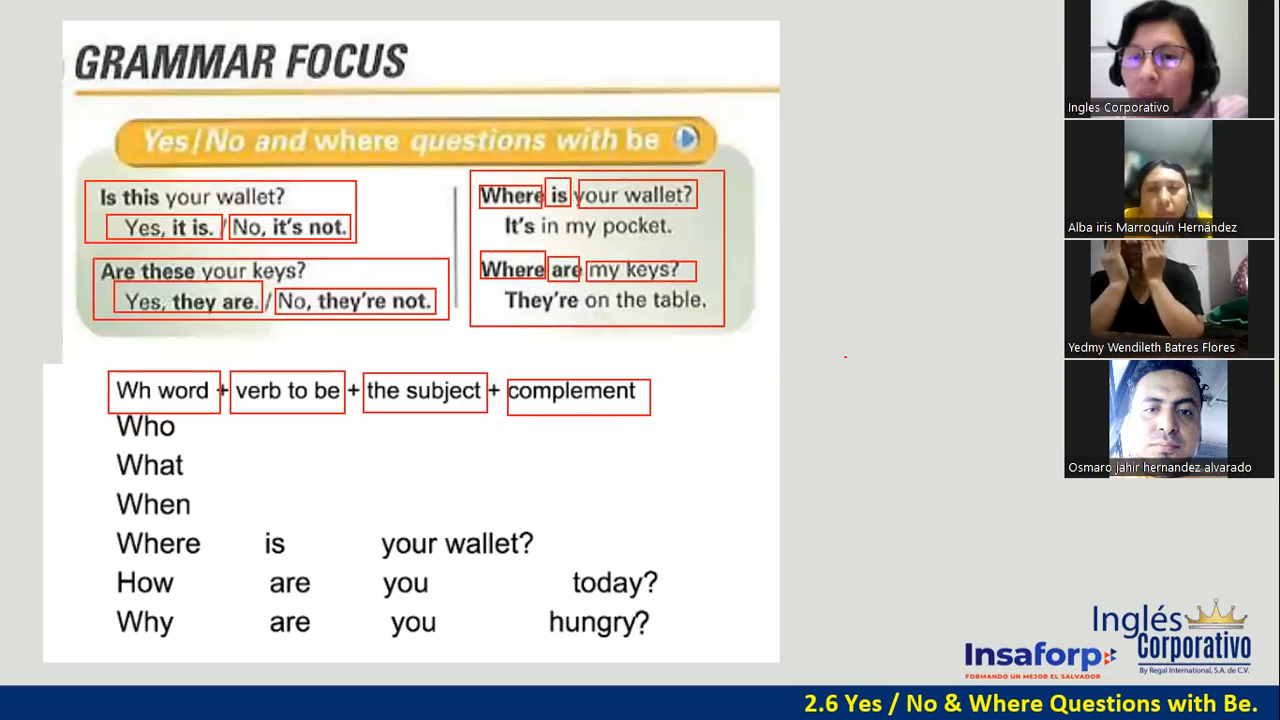 GRAMMAR FOCUS
Yes/No and where questions with be
Is this your wallet?
Yes, it is. / No, it's not.
Are these your keys?
Yes, they are. / No, they're not.
Where is your wallet?
It's in my pocket.
Where are my keys?
They're on the table.
Wh word + verb to be + the subject + complement
Who
What
When
Where is your wallet?
How are you today?
Why are you hungry?
Ingles Corporativo
Alba iris Marroquín Hernández
Yedmy Wendileth Batres Flores
Osmaro jahir hernandez alvarado
Insaforp
FORMANDO UN MEJOR EL SALVADOR
Inglés
Corporativo
By Regal International, S.A. de C.V.
2.6 Yes / No & Where Questions with Be.